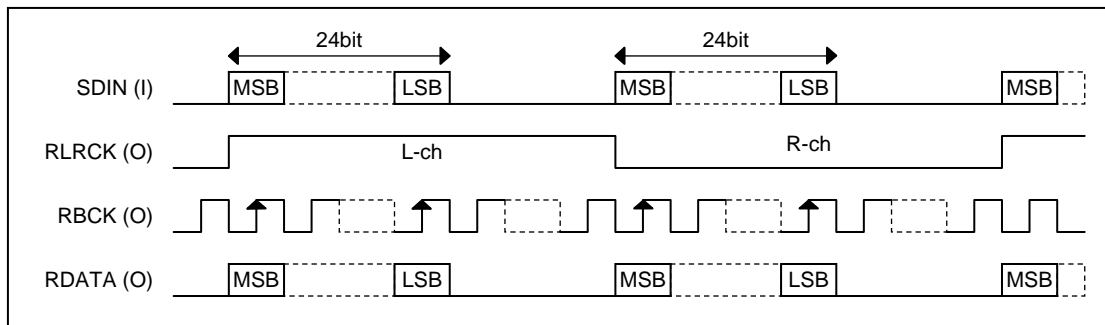 24bit 24bit
SDIN (I) MSB LSB MSB LSB MSB
RLRCK (O) L-ch R-ch
RBCK (O)
RDATA (O) MSB LSB MSB LSB MSB